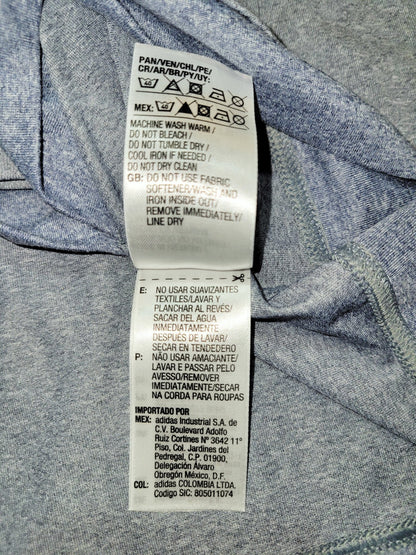 PAN/VEN/CHL/PE/
CR/AR/BR/PY/UY:
40
MEX: 40
MACHINE WASH WARM /
DO NOT BLEACH /
DO NOT TUMBLE DRY /
COOL IRON IF NEEDED /
DO NOT DRY CLEAN
GB: DO NOT USE FABRIC
SOFTENER/WASH AND
IRON INSIDE OUT/
REMOVE IMMEDIATELY/
LINE DRY
E: NO USAR SUAVIZANTES
TEXTILES/LAVAR Y
PLANCHAR AL REVÉS/
SACAR DEL AGUA
INMEDIATAMENTE
DESPUÉS DE LAVAR/
SECAR EN TENDEDERO
P: NÃO USAR AMACIANTE/
LAVAR E PASSAR PELO
AVESSO/REMOVER
IMEDIATAMENTE/SECAR
NA CORDA PARA ROUPAS
IMPORTADO POR
MEX: adidas Industrial S.A. de
C.V. Boulevard Adolfo
Ruiz Cortines Nº 3642 11°
Piso, Col. Jardines del
Pedregal, C.P. 01900,
Delegación Álvaro
Obregón México, D.F.
COL: adidas COLOMBIA LTDA.
Codigo SIC: 805011074